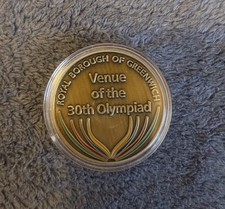 ROYAL BOROUGH OF GREENWICH
Venue
of the
30th Olympiad